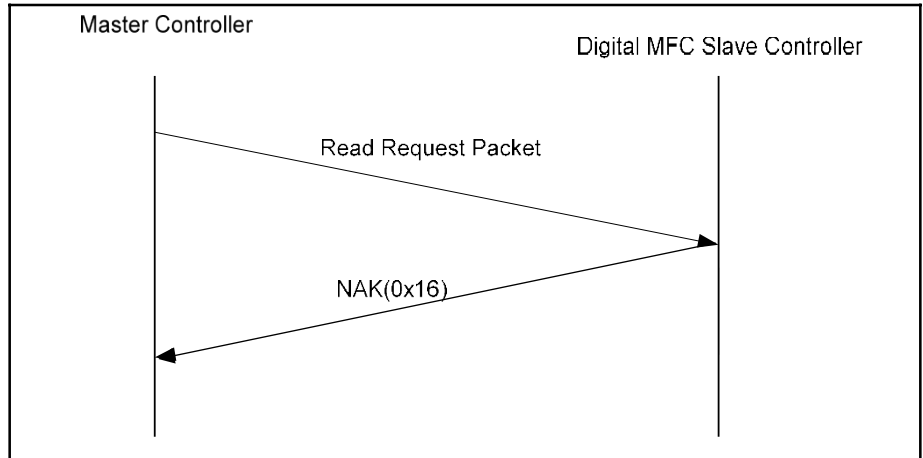 Master Controller
Digital MFC Slave Controller
Read Request Packet
NAK(0x16)